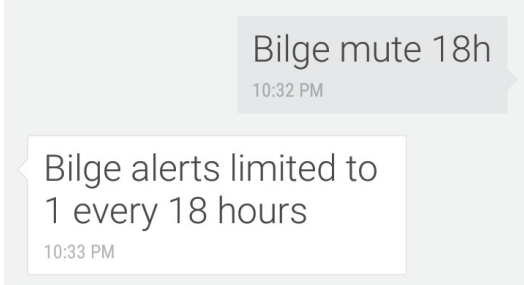 Bilge mute 18h
10:32 PM
Bilge alerts limited to
1 every 18 hours
10:33 PM